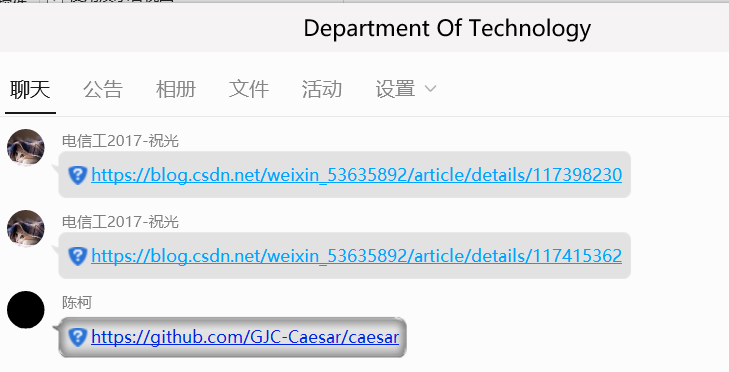 Department Of Technology
聊天 公告 相册 文件 活动 设置
电信工2017-祝光
https://blog.csdn.net/weixin_53635892/article/details/117398230
电信工2017-祝光
https://blog.csdn.net/weixin_53635892/article/details/117415362
陈柯
https://github.com/GJC-Caesar/caesar